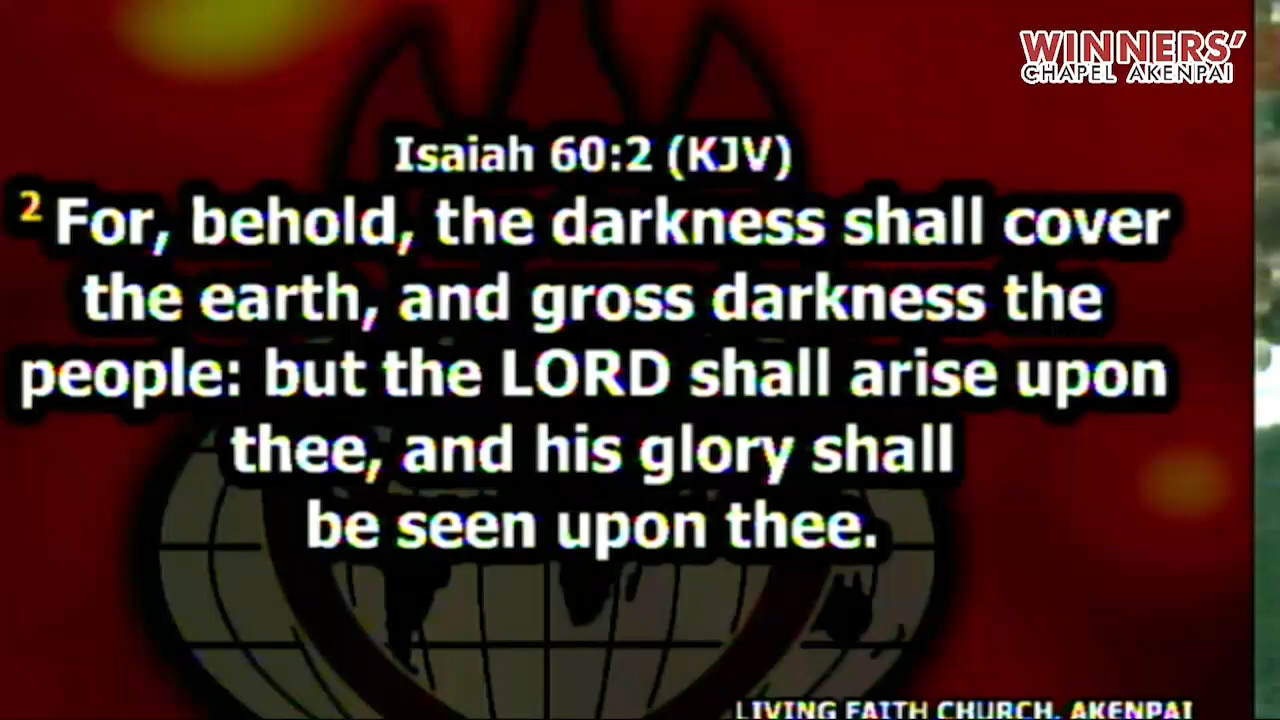 WINNERS'
CHAPEL AKENPAI
Isaiah 60:2 (KJV)
2 For, behold, the darkness shall cover
the earth, and gross darkness the
people: but the LORD shall arise upon
thee, and his glory shall
be seen upon thee.
LIVING FAITH CHURCH, AKENPAI